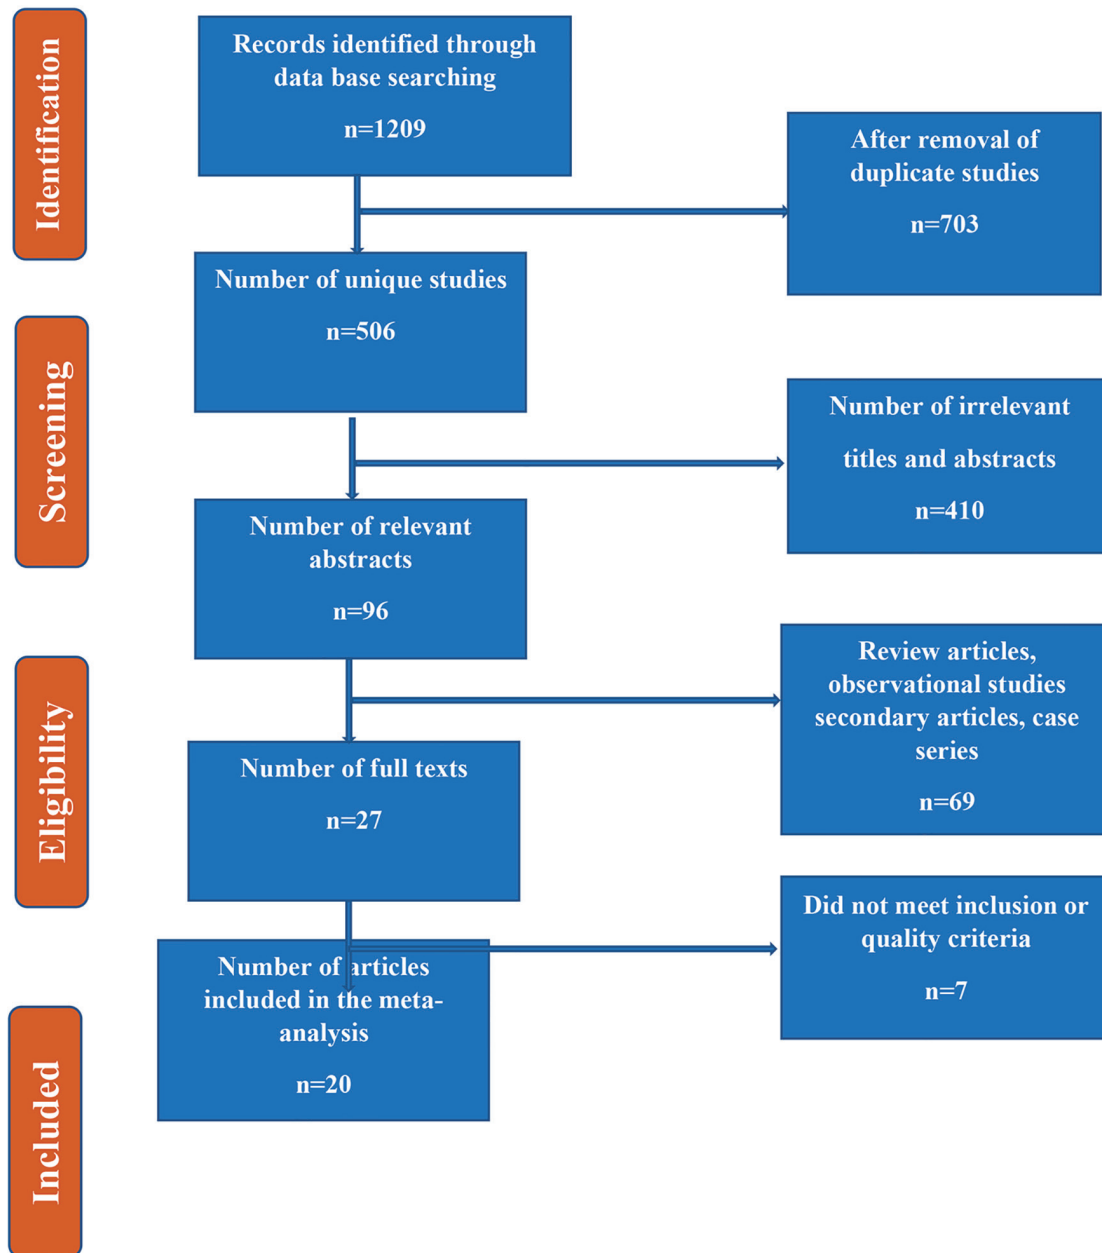 Identification
Records identified through
data base searching
n=1209
After removal of
duplicate studies
n=703
Number of unique studies
n=506
Screening
Number of irrelevant
titles and abstracts
n=410
Number of relevant
abstracts
n=96
Eligibility
Review articles,
observational studies
secondary articles, case
series
n=69
Number of full texts
n=27
Did not meet inclusion or
quality criteria
n=7
Included
Number of articles
included in the meta-
analysis
n=20